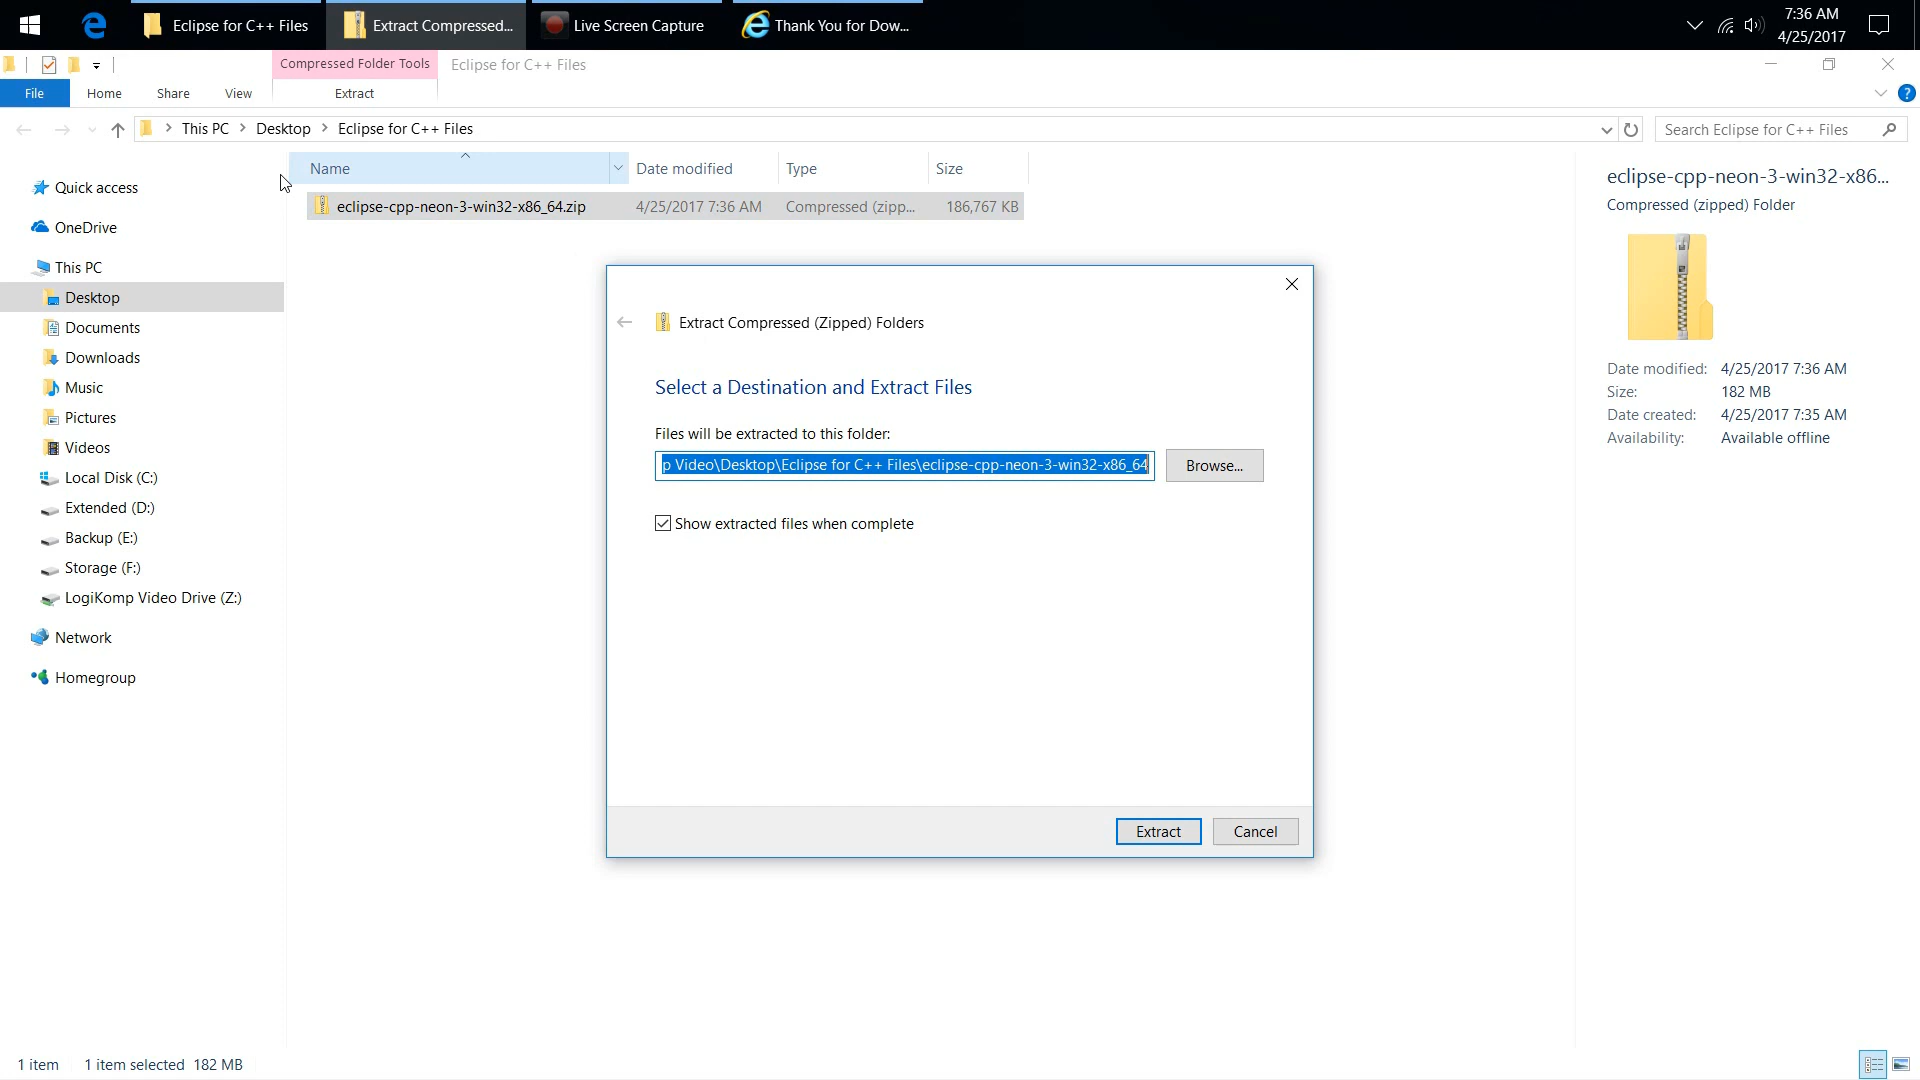 Eclipse for C++ Files
Extract Compressed...
Live Screen Capture
Thank You for Dow...
7:36 AM
4/25/2017
Compressed Folder Tools
Eclipse for C++ Files
File
Home
Share
View
Extract
This PC > Desktop > Eclipse for C++ Files
Search Eclipse for C++ Files
Quick access
OneDrive
This PC
Desktop
Documents
Downloads
Music
Pictures
Videos
Local Disk (C:)
Extended (D:)
Backup (E:)
Storage (F:)
LogiKomp Video Drive (Z:)
Network
Homegroup
Name Date modified Type Size
eclipse-cpp-neon-3-win32-x86_64.zip 4/25/2017 7:36 AM Compressed (zipp... 186,767 KB
Extract Compressed (Zipped) Folders
Select a Destination and Extract Files
Files will be extracted to this folder:
p Video\Desktop\Eclipse for C++ Files\eclipse-cpp-neon-3-win32-x86_64
Browse...
Show extracted files when complete
Extract
Cancel
eclipse-cpp-neon-3-win32-x86...
Compressed (zipped) Folder
Date modified: 4/25/2017 7:36 AM
Size: 182 MB
Date created: 4/25/2017 7:35 AM
Availability: Available offline
1 item 1 item selected 182 MB